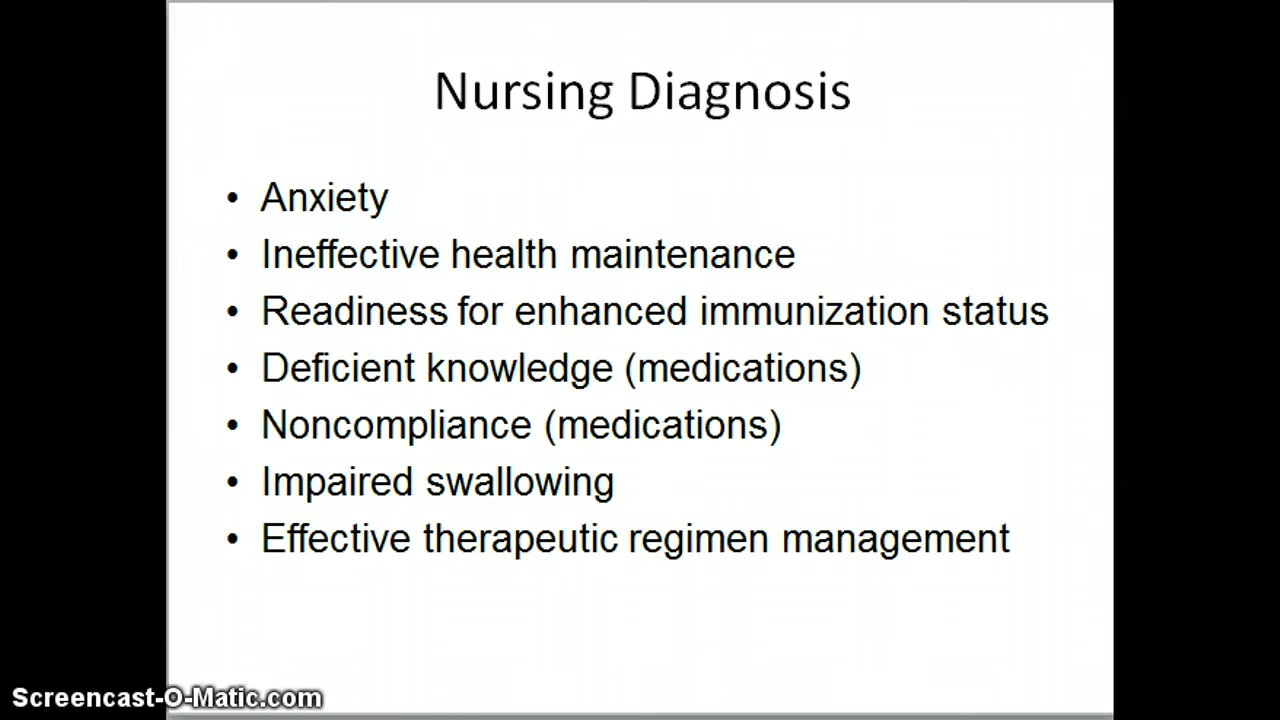 Nursing Diagnosis
• Anxiety
• Ineffective health maintenance
• Readiness for enhanced immunization status
• Deficient knowledge (medications)
• Noncompliance (medications)
• Impaired swallowing
• Effective therapeutic regimen management
Screencast-O-Matic.com